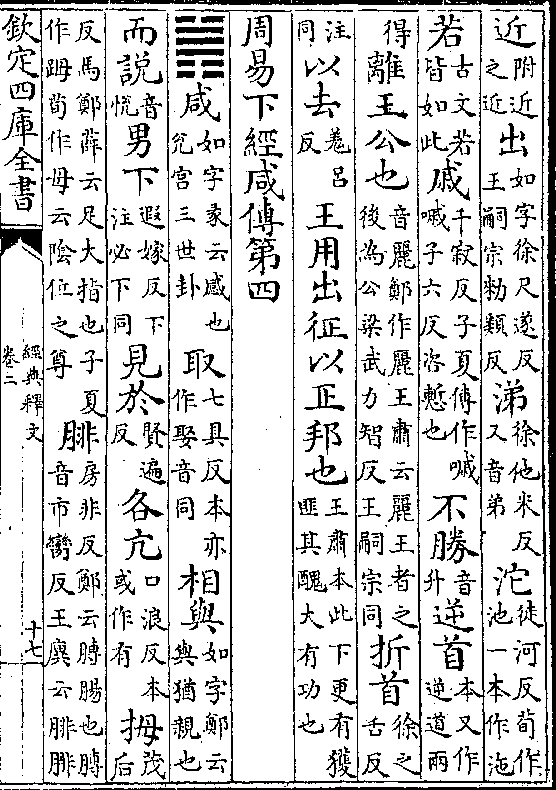 近附近之近出如字徐尺遂反王嗣宗勑類反涕徐他米反又音弟沱徒河反荀作池一本作沲
若古文若皆如此戚千寂反子夏傳作嘁嘁子六反咨慙也不勝音升逆首本又作逆道兩
得離王公也音麗鄭作麗王肅云麗王者之後為公梁武力智反王嗣宗同折首徐之舌反
注同以去羗呂反王用出征以正邦也王肅本此下更有獲匪其醜大有功也
周易下經咸傳第四
䷞咸如字彖云感也兌宮三世卦取七具反本亦作娶音同相與如字鄭云與猶親也
而說音悅男下遐嫁反下注必下同見於賢遍反各亢口浪反本或作有拇茂后
反馬鄭薛云足大指也子夏作䟪荀作母云陰位之尊腓房非反鄭云膊腸也膊音市臠反王廙云腓腓
欽定四庫全書
經典釋文
卷二
十七